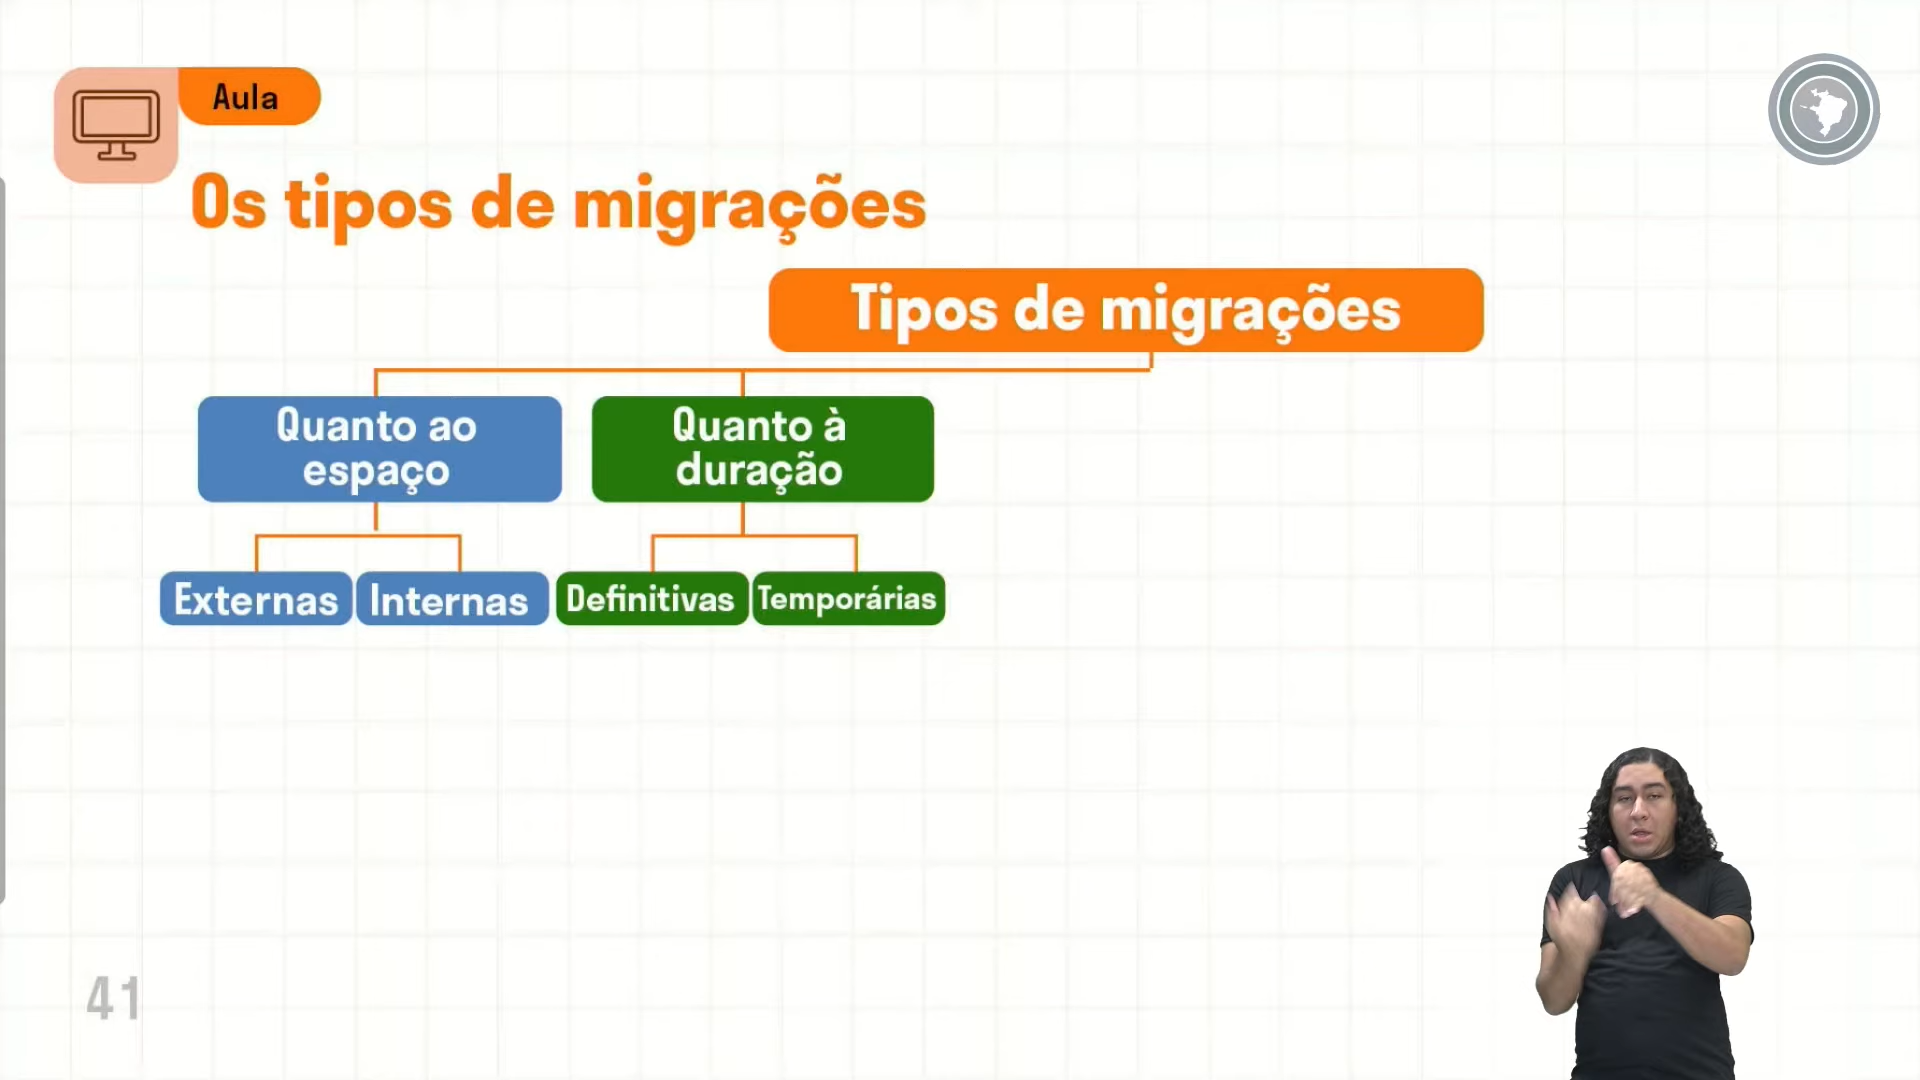 Aula
Os tipos de migrações
Tipos de migrações
Quanto ao
espaço
Quanto à
duração
Externas
Internas
Definitivas
Temporárias
41